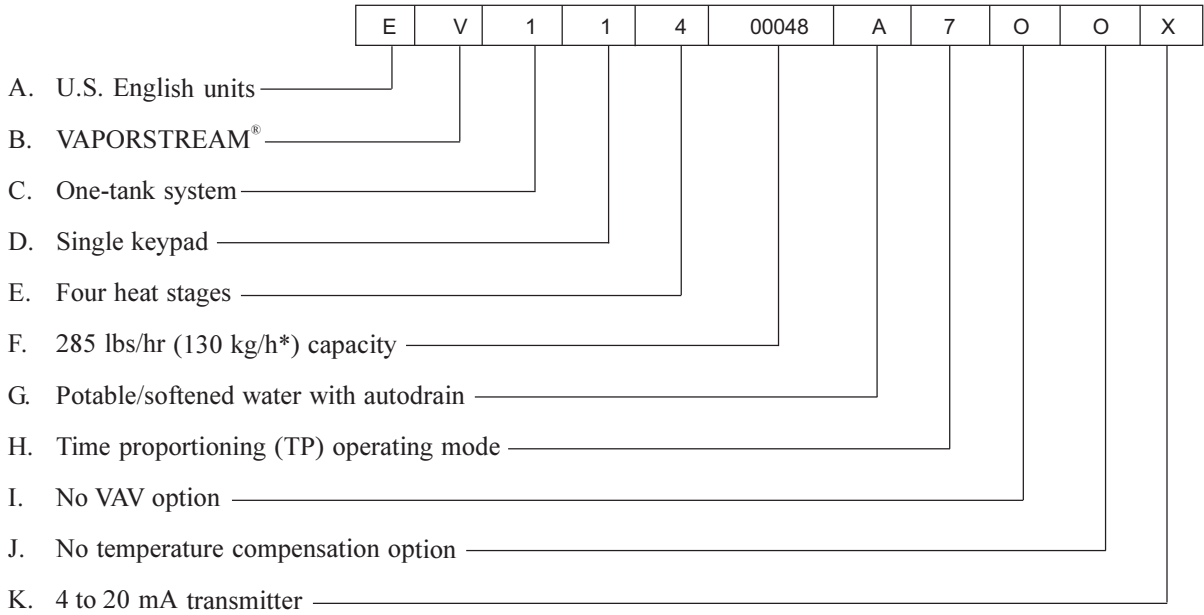 E V 1 1 4 00048 A 7 O O X
A. U.S. English units
B. VAPORSTREAM®
C. One-tank system
D. Single keypad
E. Four heat stages
F. 285 lbs/hr (130 kg/h*) capacity
G. Potable/softened water with autodrain
H. Time proportioning (TP) operating mode
I. No VAV option
J. No temperature compensation option
K. 4 to 20 mA transmitter